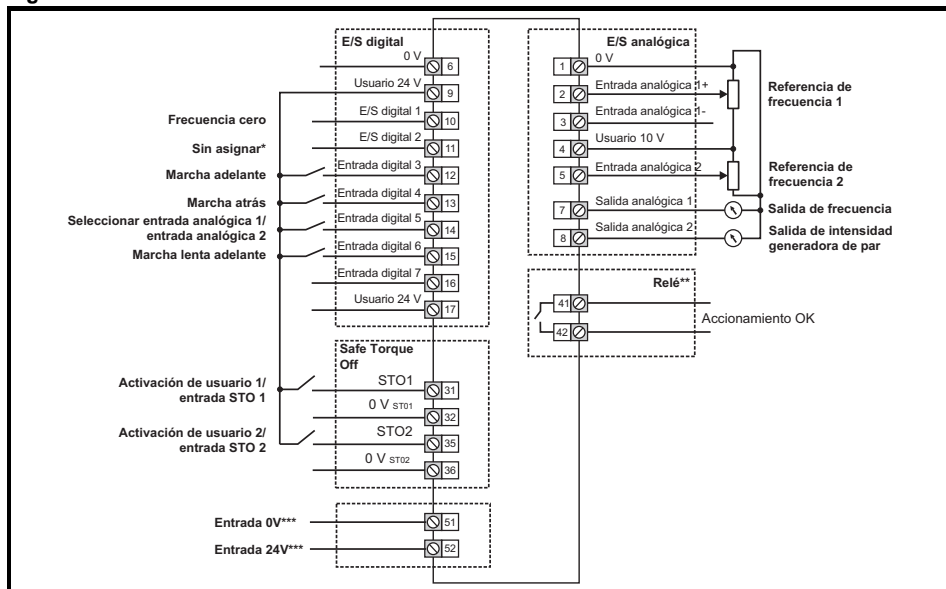 E/S digital
0 V
6
Usuario 24 V
9
Frecuencia cero
E/S digital 1
10
Sin asignar*
E/S digital 2
11
Marcha adelante
Entrada digital 3
12
Marcha atrás
Entrada digital 4
13
Seleccionar entrada analógica 1/
entrada analógica 2
Entrada digital 5
14
Marcha lenta adelante
Entrada digital 6
15
Entrada digital 7
16
Usuario 24 V
17
Safe Torque
Off
Activación de usuario 1/
entrada STO 1
STO1
31
0 V ST01
32
Activación de usuario 2/
entrada STO 2
STO2
35
0 V ST02
36
Entrada 0V***
51
Entrada 24V***
52
E/S analógica
1
0 V
2
Entrada analógica 1+
Referencia de
frecuencia 1
3
Entrada analógica 1-
4
Usuario 10 V
5
Entrada analógica 2
Referencia de
frecuencia 2
7
Salida analógica 1
Salida de frecuencia
8
Salida analógica 2
Salida de intensidad
generadora de par
Relé**
41
42
Accionamiento OK